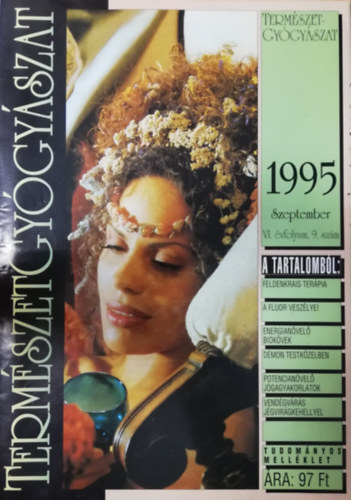 TERMÉSZETGYÓGYÁSZAT
TERMÉSZET-
GYÓGYÁSZAT
1995
Szeptember
VI. évfolyam, 9. szám
A TARTALOMBÓL:
FELDENKRAIS TERÁPIA
A FLUOR VESZÉLYEI
ENERGIANÖVELŐ
BIOKÖVEK
DÉMON TESTKÖZELBEN
POTENCIANÖVELŐ
JÓGAGYAKORLATOK
VENDÉGVÁRÁS
JÉGVIRÁGKEHELLYEL
TUDOMÁNYOS
MELLÉKLET
ÁRA: 97 Ft